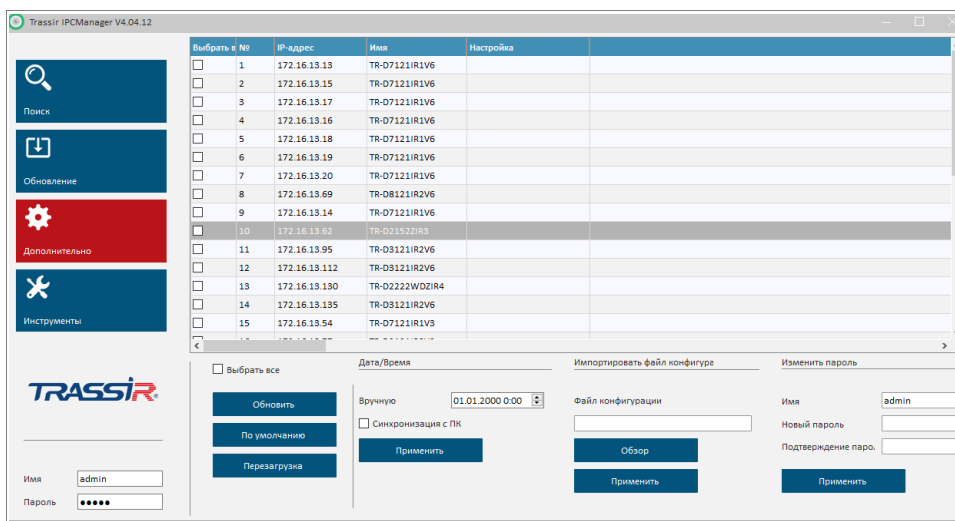 Trassir IPCManager V4.04.12
Поиск
Обновление
Дополнительно
Инструменты
TRASSIR
Имя admin
Пароль
Выбрать в № IP-адрес Имя Настройка
1 172.16.13.13 TR-D7121IR1V6
2 172.16.13.15 TR-D7121IR1V6
3 172.16.13.17 TR-D7121IR1V6
4 172.16.13.16 TR-D7121IR1V6
5 172.16.13.18 TR-D7121IR1V6
6 172.16.13.19 TR-D7121IR1V6
7 172.16.13.20 TR-D7121IR1V6
8 172.16.13.69 TR-D8121IR2V6
9 172.16.13.14 TR-D7121IR1V6
10 172.16.13.62 TR-D2152ZIR3
11 172.16.13.95 TR-D3121IR2V6
12 172.16.13.112 TR-D3121IR2V6
13 172.16.13.130 TR-D2222WDZIR4
14 172.16.13.135 TR-D3121IR2V6
15 172.16.13.54 TR-D7121IR1V3
Выбрать все
Обновить
По умолчанию
Перезагрузка
Дата/Время
Вручную 01.01.2000 0:00
Синхронизация с ПК
Применить
Импортировать файл конфигура
Файл конфигурации
Обзор
Применить
Изменить пароль
Имя admin
Новый пароль
Подтверждение паро.
Применить